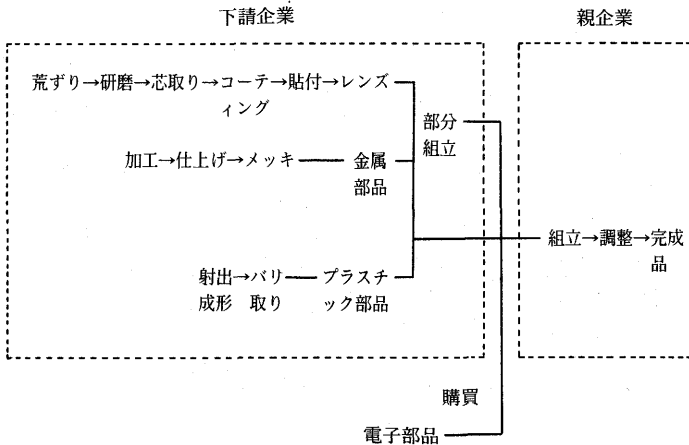 下請企業
親企業
荒ずり→研磨→芯取り→コーテ→貼付→レンズ
ィング
部分
組立
加工→仕上げ→メッキ
金属
部品
組立→調整→完成
品
射出→バリ
成形 取り
プラスチ
ック部品
購買
電子部品